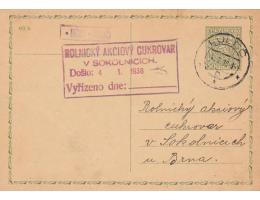 ROLNICKÝ AKCIOVÝ CUKROVAR
V SOKOLNICÍCH.
Došlo: 4 1. 1938
Vyřízeno dne:
Rolnický akciový
cukrovar
v Sokolnicích
u Brna.